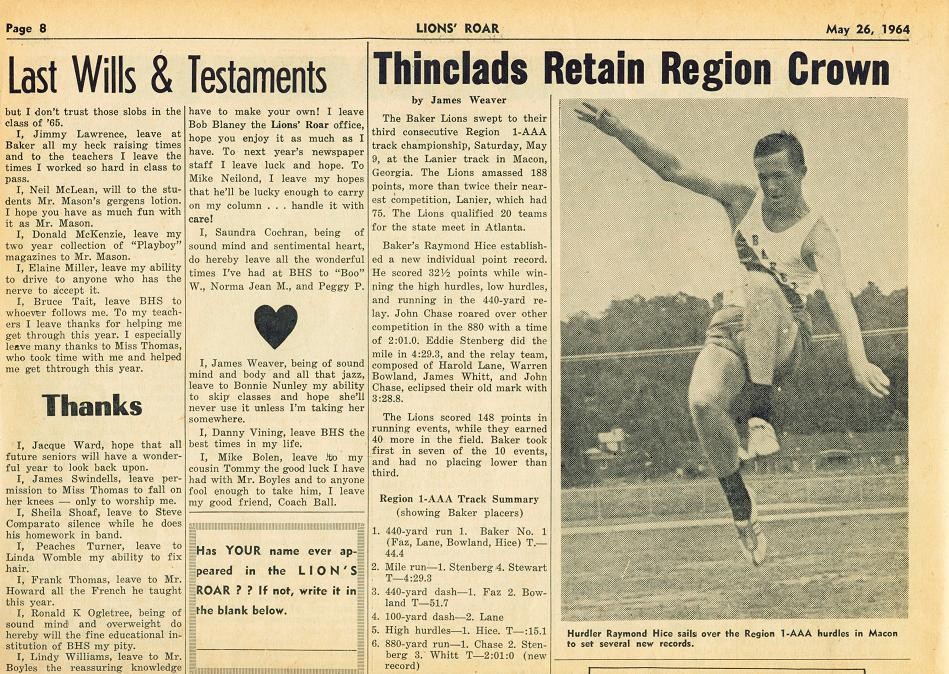 Page 8
LIONS' ROAR
May 26, 1964
Last Wills & Testaments
but I don't trust those slobs in the
class of '65.
I, Jimmy Lawrence, leave at
Baker all my heck raising times
and to the teachers I leave the
times I worked so hard in class to
pass.
I, Neil McLean, will to the stu-
dents Mr. Mason's gergens lotion.
I hope you have as much fun with
it as Mr. Mason.
I, Donald McKenzie, leave my
two year collection of "Playboy"
magazines to Mr. Mason.
I, Elaine Miller, leave my ability
to drive to anyone who has the
nerve to accept it.
I, Bruce Tait, leave BHS to
whoever follows me. To my teach-
ers I leave thanks for helping me
get through this year. I especially
leave many thanks to Miss Thomas,
who took time with me and helped
me get thtrough this year.
Thanks
I, Jacque Ward, hope that all
future seniors will have a wonder-
ful year to look back upon.
I, James Swindells, leave per-
mission to Miss Thomas to fall on
her knees — only to worship me.
I, Sheila Shoaf, leave to Steve
Comparato silence while he does
his homework in band.
I, Peaches Turner, leave to
Linda Womble my ability to fix
hair.
I, Frank Thomas, leave to Mr.
Howard all the French he taught
this year.
I, Ronald K Ogletree, being of
sound mind and overweight do
hereby will the fine educational in-
stitution of BHS my pity.
I, Lindy Williams, leave to Mr.
Boyles the reassuring knowledge
have to make your own! I leave
Bob Blaney the Lions' Roar office,
hope you enjoy it as much as I
have. To next year's newspaper
staff I leave luck and hope. To
Mike Neilond, I leave my hopes
that he'll be lucky enough to carry
on my column . . . handle it with
care!
I, Saundra Cochran, being of
sound mind and sentimental heart,
do hereby leave all the wonderful
times I've had at BHS to "Boo"
W., Norma Jean M., and Peggy P.
I, James Weaver, being of sound
mind and body and all that jazz,
leave to Bonnie Nunley my ability
to skip classes and hope she'll
never use it unless I'm taking her
somewhere.
I, Danny Vining, leave BHS the
best times in my life.
I, Mike Bolen, leave to my
cousin Tommy the good luck I have
had with Mr. Boyles and to anyone
fool enough to take him, I leave
my good friend, Coach Ball.
Has YOUR name ever ap-
peared in the LION'S
ROAR ? ? If not, write it in
the blank below.
Thinclads Retain Region Crown
by James Weaver
The Baker Lions swept to their
third consecutive Region 1-AAA
track championship, Saturday, May
9, at the Lanier track in Macon,
Georgia. The Lions amassed 188
points, more than twice their near-
est competition, Lanier, which had
75. The Lions qualified 20 teams
for the state meet in Atlanta.
Baker's Raymond Hice establish-
ed a new individual point record.
He scored 32½ points while win-
ning the high hurdles, low hurdles,
and running in the 440-yard re-
lay. John Chase roared over other
competition in the 880 with a time
of 2:01.0. Eddie Stenberg did the
mile in 4:29.3, and the relay team,
composed of Harold Lane, Warren
Bowland, James Whitt, and John
Chase, eclipsed their old mark with
3:28.8.
The Lions scored 148 points in
running events, while they earned
40 more in the field. Baker took
first in seven of the 10 events,
and had no placing lower than
third.
Region 1-AAA Track Summary
(showing Baker placers)
1. 440-yard run 1. Baker No. 1
(Faz, Lane, Bowland, Hice) T.—
44.4
2. Mile run—1. Stenberg 4. Stewart
T—4:29.3
3. 440-yard dash—1. Faz 2. Bow-
land T—51.7
4. 100-yard dash—2. Lane
5. High hurdles—1. Hice. T—:15.1
6. 880-yard run—1. Chase 2. Sten-
berg 3. Whitt T—2:01:0 (new
record)
Hurdler Raymond Hice sails over the Region 1-AAA hurdles in Macon
to set several new records.